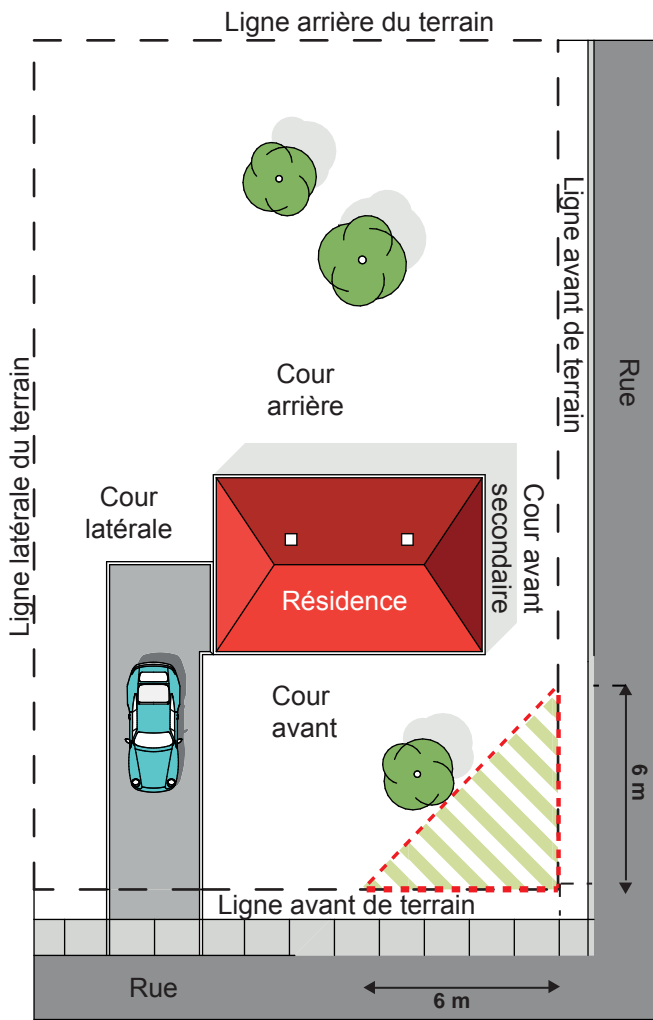 Ligne arrière du terrain
Ligne avant de terrain
Rue
Cour
arrière
Ligne latérale du terrain
Cour
latérale
Cour avant
secondaire
Résidence
Cour
avant
6 m
Ligne avant de terrain
Rue
6 m